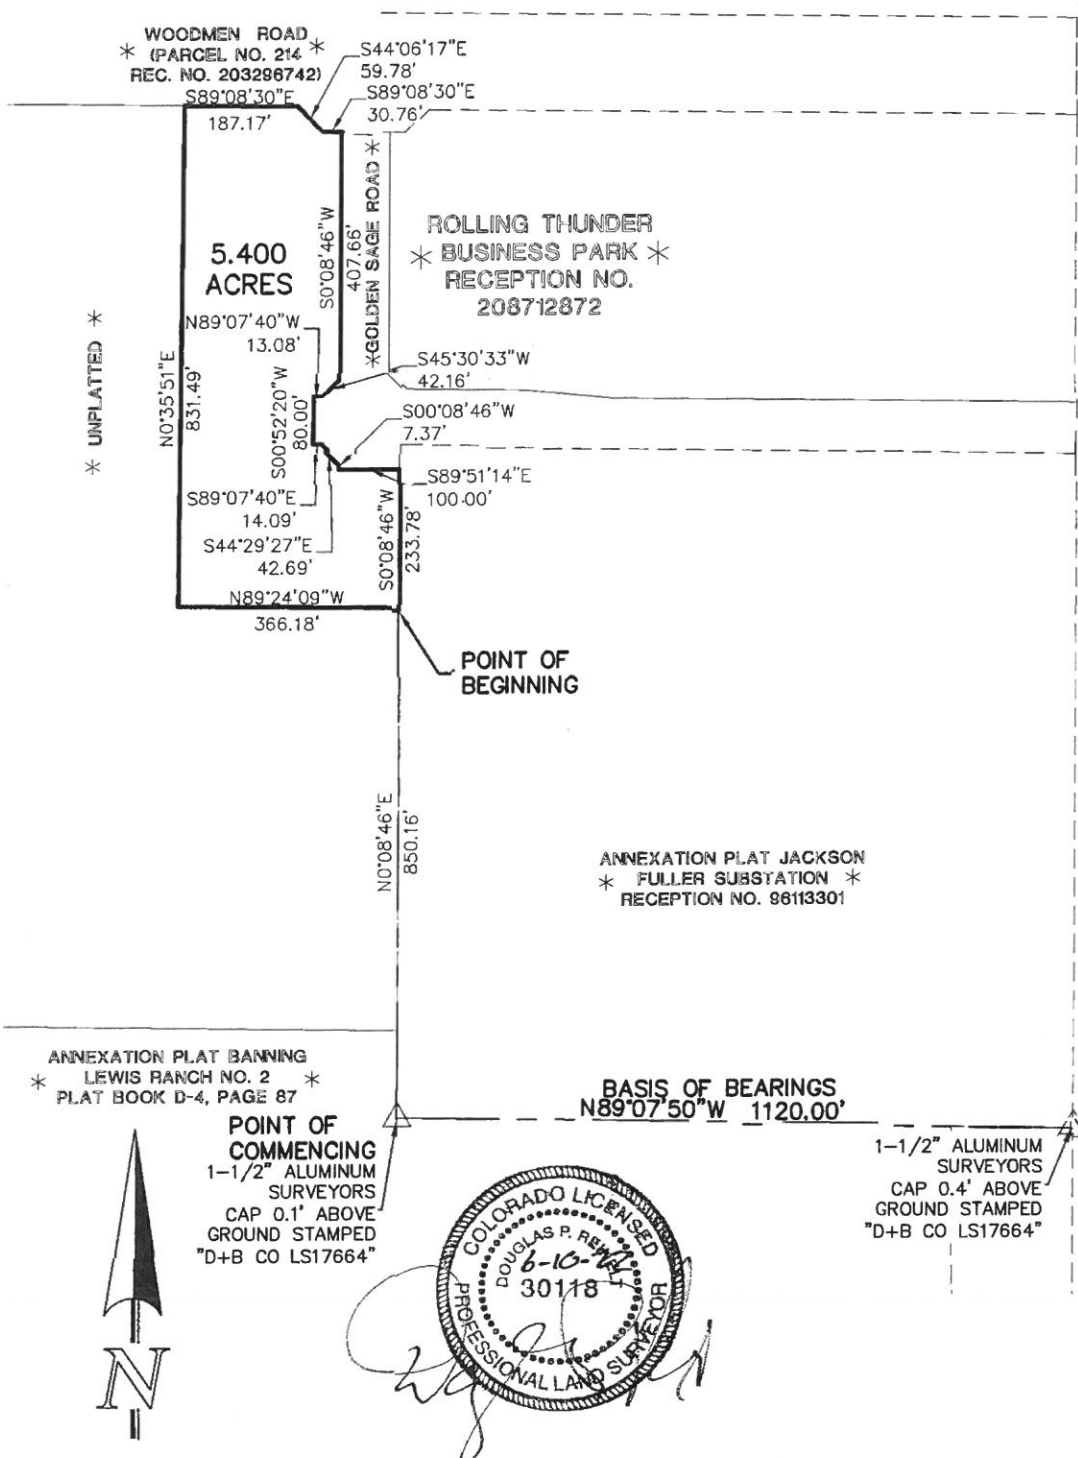 WOODMEN ROAD
* (PARCEL NO. 214 *
REC. NO. 203296742)
S89°08'30"E
187.17'
S44°06'17"E
59.78'
S89°08'30"E
30.76'
*GOLDEN SAGE ROAD*
S0°08'46"W
407.66'
ROLLING THUNDER
* BUSINESS PARK *
RECEPTION NO.
208712872
5.400
ACRES
N89°07'40"W
13.08'
* UNPLATTED *
N0°35'51"E
831.49'
S00°52'20"W
80.00'
S45°30'33"W
42.16'
S00°08'46"W
7.37'
S89°51'14"E
100.00'
S89°07'40"E
14.09'
S44°29'27"E
42.69'
S0°08'46"W
233.78'
N89°24'09"W
366.18'
POINT OF
BEGINNING
N0°08'46"E
850.16'
ANNEXATION PLAT JACKSON
* FULLER SUBSTATION *
RECEPTION NO. 96113301
ANNEXATION PLAT BANNING
* LEWIS RANCH NO. 2 *
PLAT BOOK D-4, PAGE 87
BASIS OF BEARINGS
N89°07'50"W 1120.00'
POINT OF
COMMENCING
1-1/2" ALUMINUM
SURVEYORS
CAP 0.1' ABOVE
GROUND STAMPED
"D+B CO LS17664"
1-1/2" ALUMINUM
SURVEYORS
CAP 0.4' ABOVE
GROUND STAMPED
"D+B CO LS17664"
COLORADO LICENSED
DOUGLAS P.
30118
PROFESSIONAL LAND SURVEYOR
N